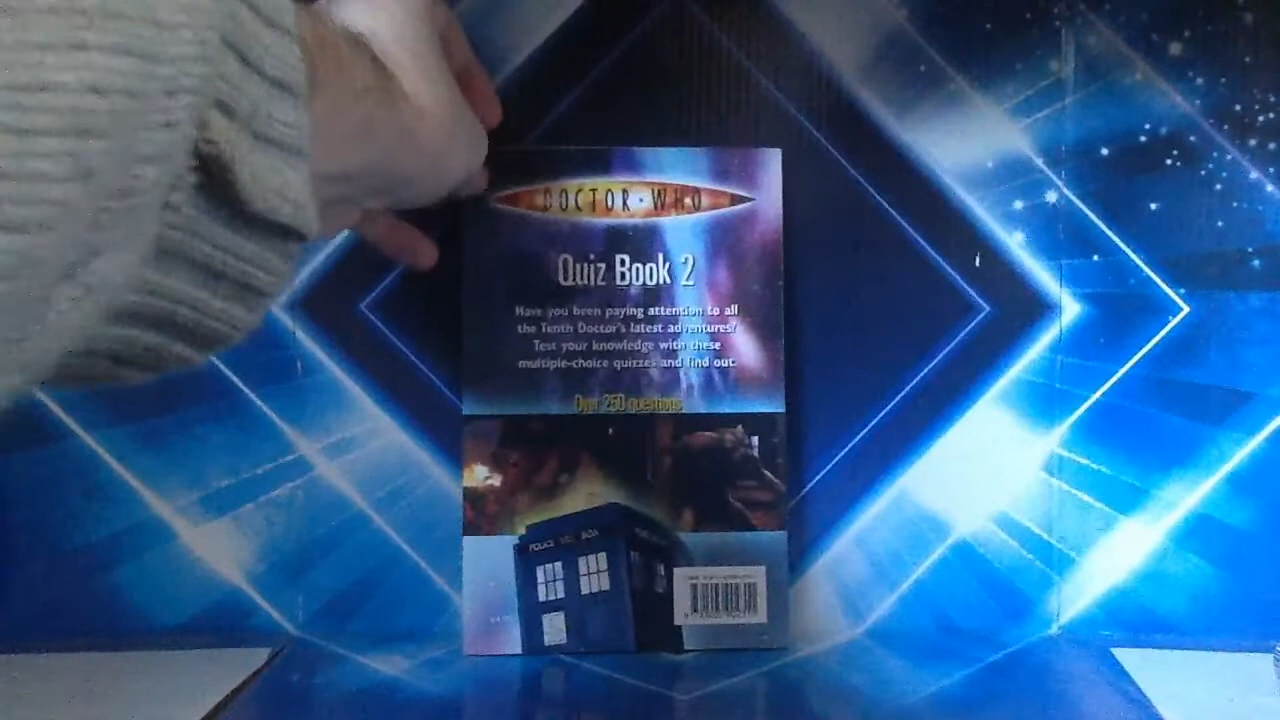 DOCTOR·WHO
Quiz Book 2
Have you been paying attention to all
the Tenth Doctor's latest adventures?
Test your knowledge with these
multiple-choice quizzes and find out.
Over 250 questions
POLICE BOX